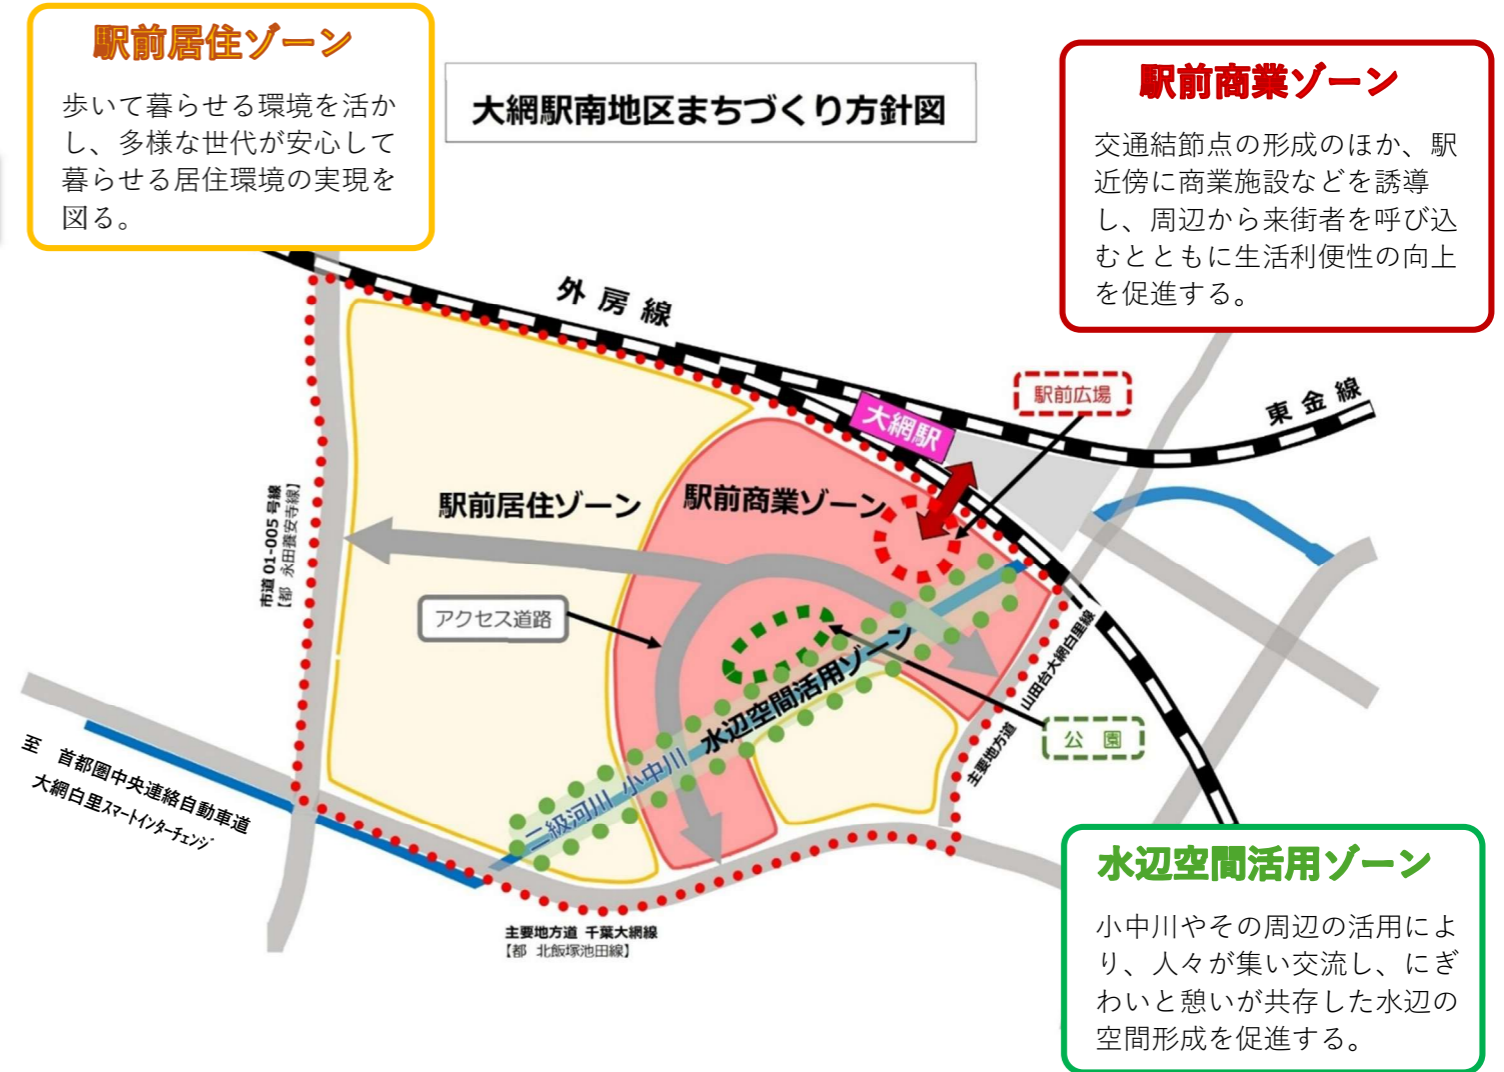 駅前居住ゾーン
歩いて暮らせる環境を活か
し、多様な世代が安心して
暮らせる居住環境の実現を
図る。
大網駅南地区まちづくり方針図
駅前商業ゾーン
交通結節点の形成のほか、駅
近傍に商業施設などを誘導
し、周辺から来街者を呼び込
むとともに生活利便性の向上
を促進する。
外房線
東金線
駅前広場
大網駅
駅前居住ゾーン
駅前商業ゾーン
市道 01-005 号線
【都 永田養安寺線】
アクセス道路
水辺空間活用ゾーン
二級河川 小中川
主要地方道 山田台大網白里線
公園
至 首都圏中央連絡自動車道
大網白里スマートインターチェンジ
主要地方道 千葉大網線
【都 北飯塚池田線】
水辺空間活用ゾーン
小中川やその周辺の活用によ
り、人々が集い交流し、にぎ
わいと憩いが共存した水辺の
空間形成を促進する。